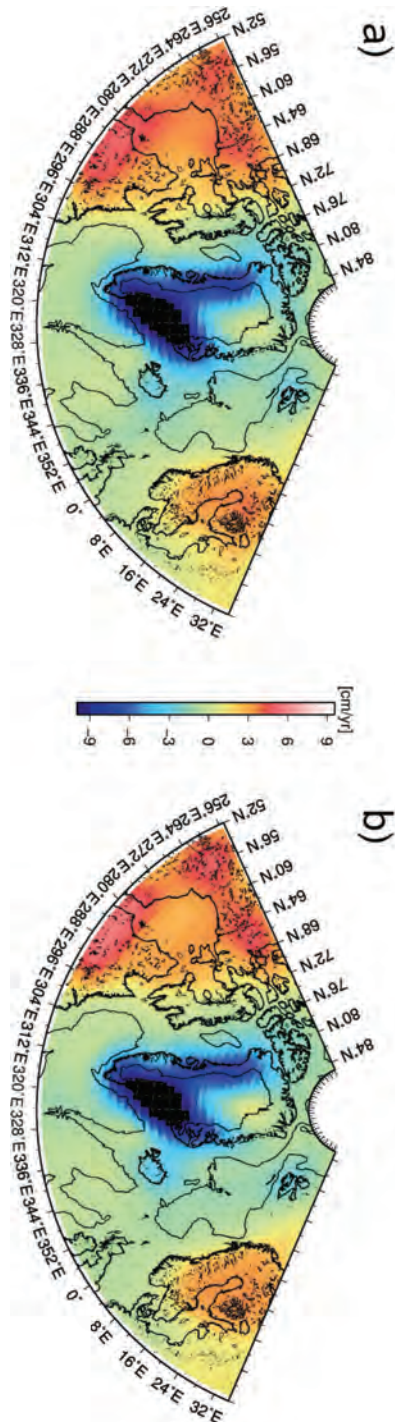 a)
52°N
56°N
60°N
64°N
68°N
72°N
76°N
80°N
84°N
256°E
264°E
272°E
280°E
288°E
296°E
304°E
312°E
320°E
328°E
336°E
344°E
352°E
0°
8°E
16°E
24°E
32°E
[cm/yr]
−9 −6 −3 0 3 6 9
b)
52°N
56°N
60°N
64°N
68°N
72°N
76°N
80°N
84°N
256°E
264°E
272°E
280°E
288°E
296°E
304°E
312°E
320°E
328°E
336°E
344°E
352°E
0°
8°E
16°E
24°E
32°E